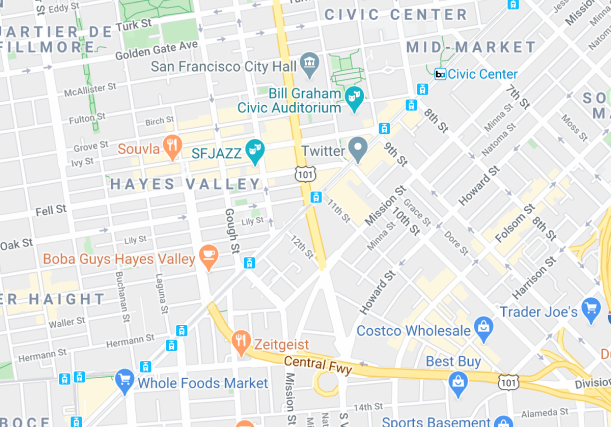 Eddy St
CIVIC CENTER
Mission
UARTIER DE
FILLMORE
Turk St
Golden Gate Ave
MID-MARKET
San Francisco City Hall
Civic Center
McAllister St
Bill Graham
Civic Auditorium
7th St
Natoma
SO
MA
Fulton St
Birch St
8th St
Minna St
Natoma St
Moss St
Grove St
Ivy St
Souvla
SFJAZZ
Twitter
9th St
101
HAYES VALLEY
Howard St
Fell St
11th St
Mission St
10th St
Grace St
Folsom St
8th St
Lily St
Gough St
Minna St
Dore St
Oak St
Lily St
12th St
Boba Guys Hayes Valley
Harrison St
ER HAIGHT
Buchanan St
Laguna St
Howard St
Trader Joe's
Waller St
Costco Wholesale
Hermann St
Zeitgeist
Hermann St
Central Fwy
Best Buy
Whole Foods Market
Mission St
101
Division
14th St
Alameda St
S V
BOCE
Sports Basement